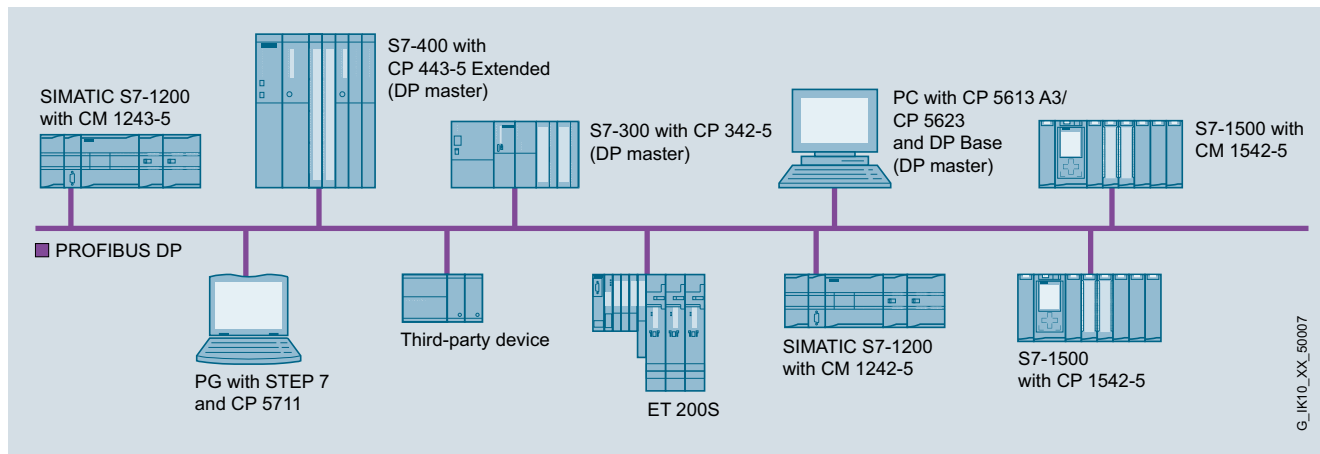 SIMATIC S7-1200
with CM 1243-5
S7-400 with
CP 443-5 Extended
(DP master)
S7-300 with CP 342-5
(DP master)
PC with CP 5613 A3/
CP 5623
and DP Base
(DP master)
S7-1500 with
CM 1542-5
PROFIBUS DP
PG with STEP 7
and CP 5711
Third-party device
ET 200S
SIMATIC S7-1200
with CM 1242-5
S7-1500
with CP 1542-5
G_IK10_XX_50007